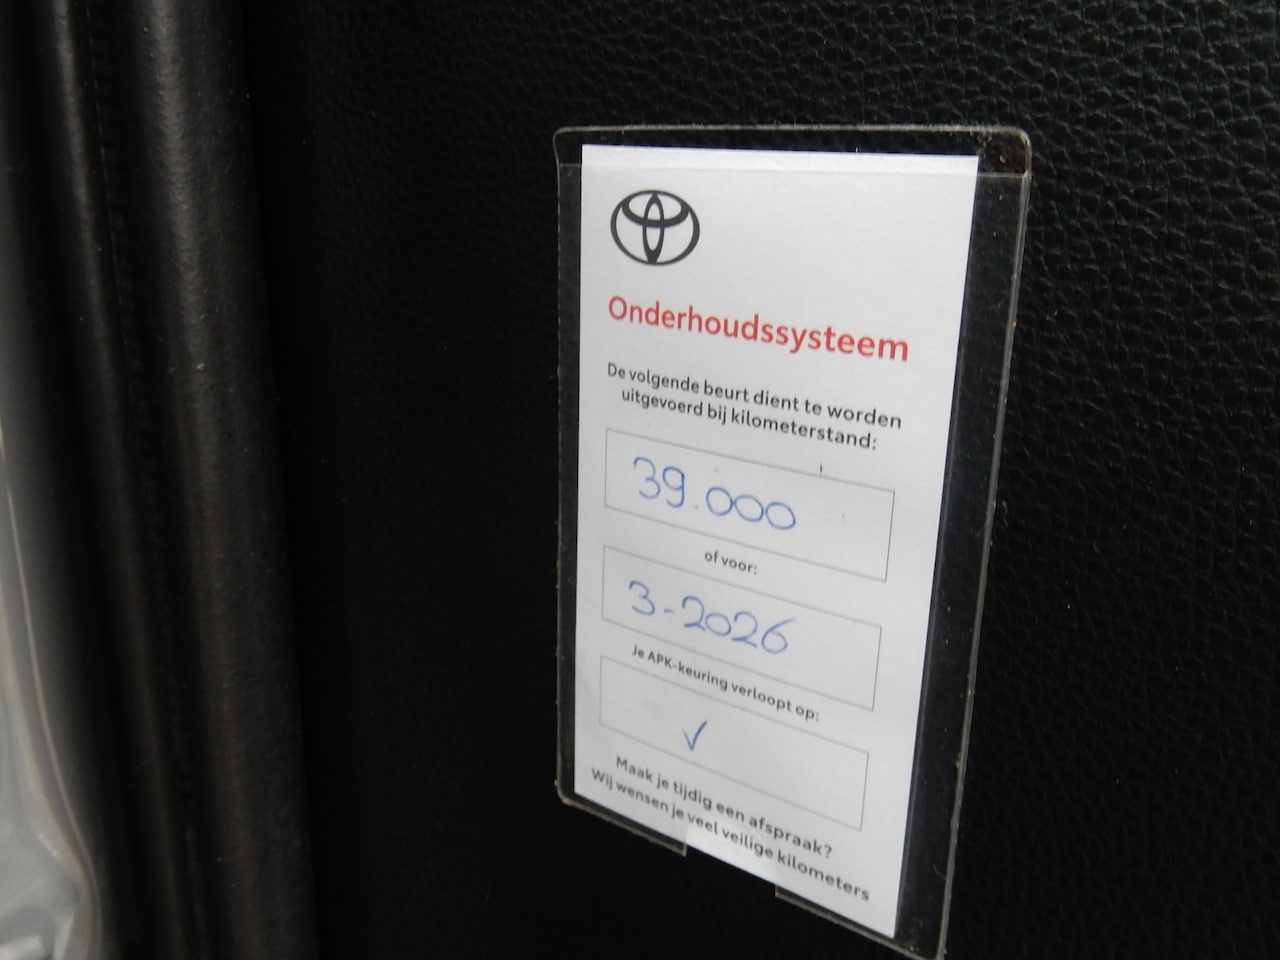 Onderhoudssysteem
De volgende beurt dient te worden
uitgevoerd bij kilometerstand:
39.000
of voor:
3-2026
Je APK-keuring verloopt op:
✓
Maak je tijdig een afspraak?
Wij wensen je veel veilige kilometers